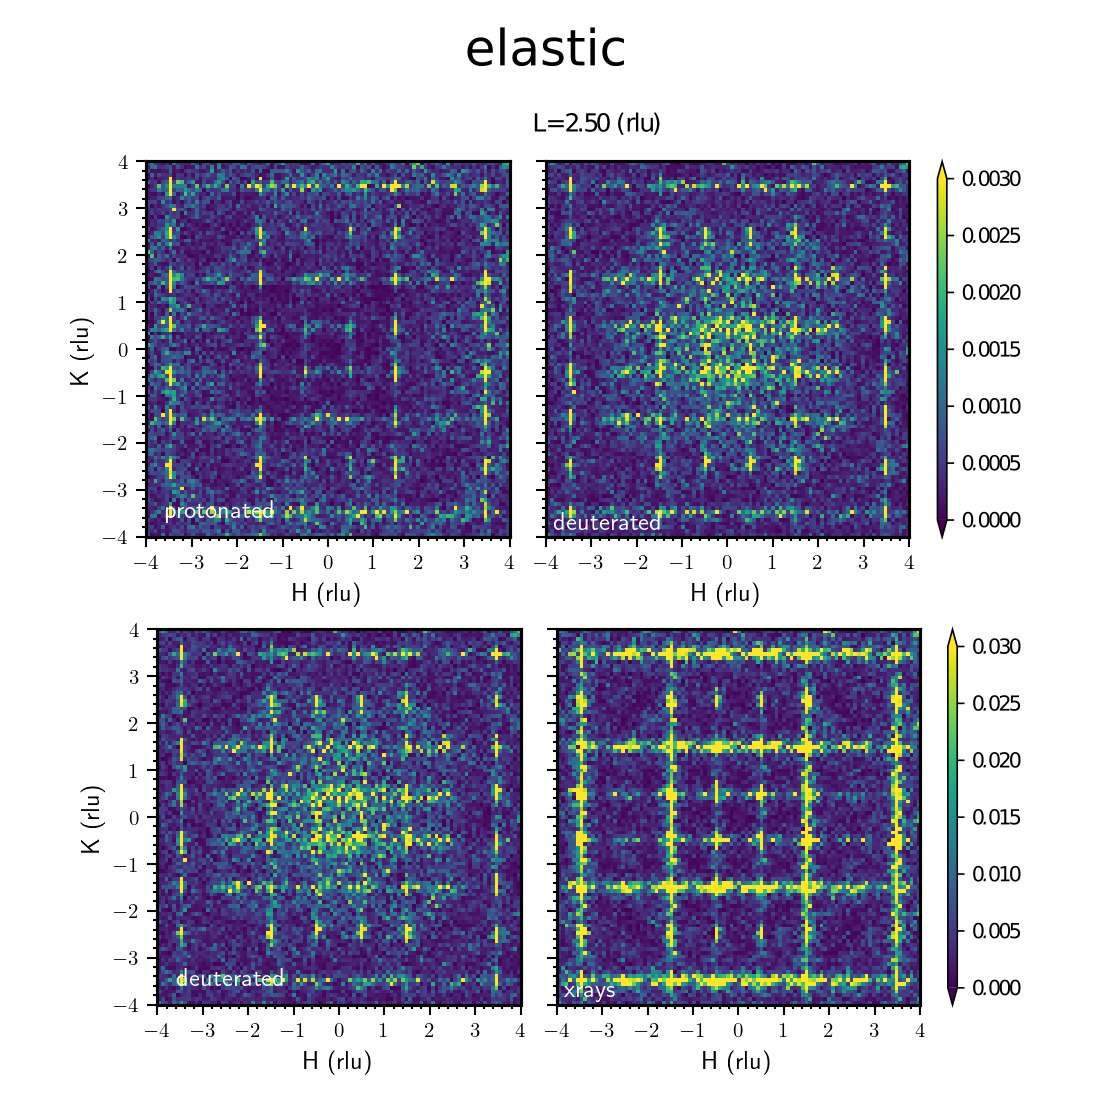 elastic
L=2.50 (rlu)
4
3
2
1
0
−1
−2
−3
−4
K (rlu)
protonated
−4 −3 −2 −1 0 1 2 3 4
H (rlu)
deuterated
−4 −3 −2 −1 0 1 2 3 4
H (rlu)
0.0030
0.0025
0.0020
0.0015
0.0010
0.0005
0.0000
4
3
2
1
0
−1
−2
−3
−4
K (rlu)
deuterated
−4 −3 −2 −1 0 1 2 3 4
H (rlu)
xrays
−4 −3 −2 −1 0 1 2 3 4
H (rlu)
0.030
0.025
0.020
0.015
0.010
0.005
0.000